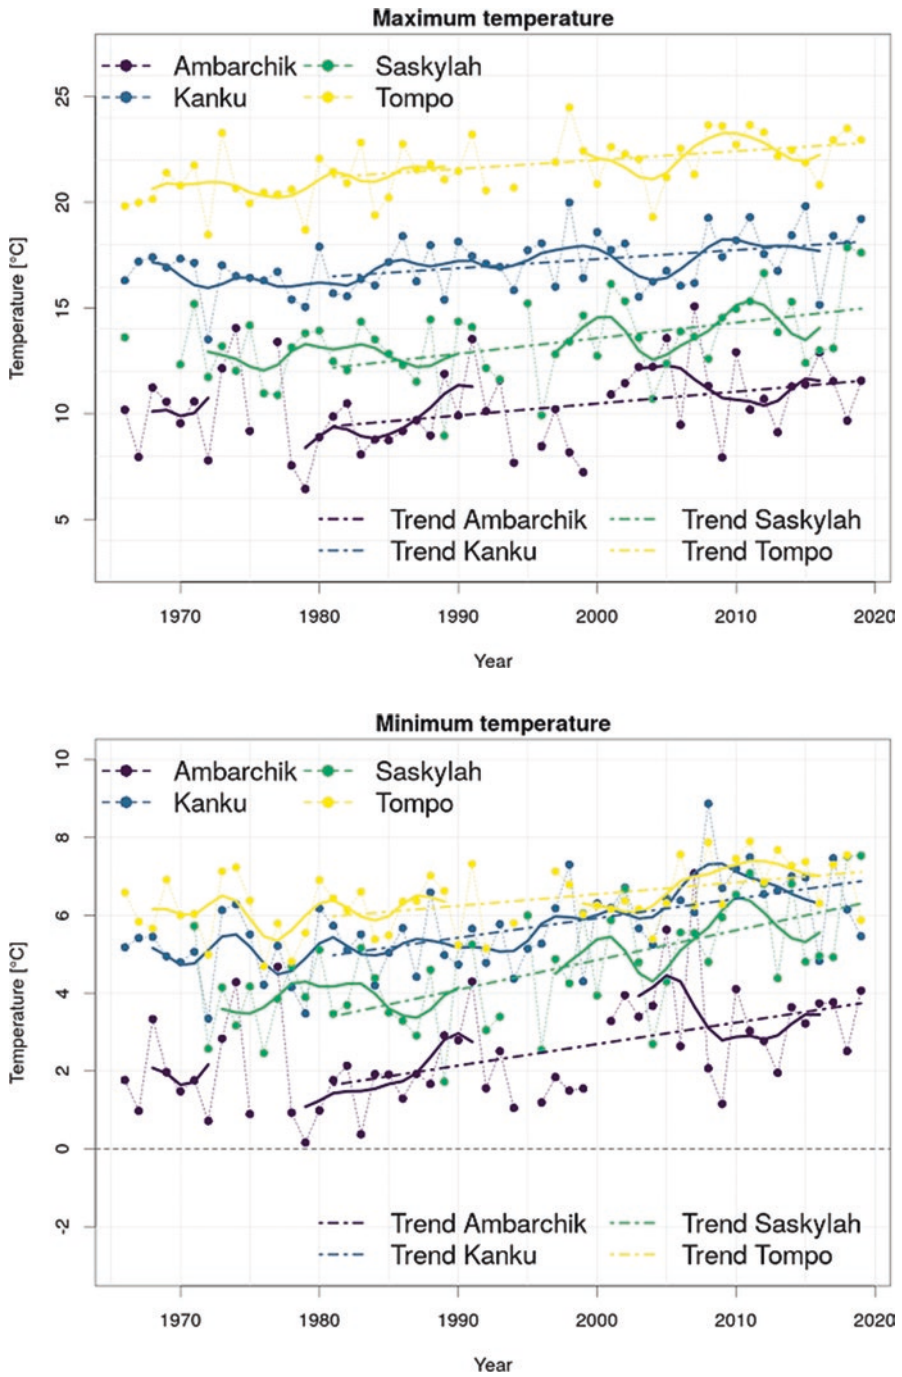 Maximum temperature
Ambarchik Saskylah
Kanku Tompo
25
20
15
10
5
Temperature [°C]
Trend Ambarchik Trend Saskylah
Trend Kanku Trend Tompo
1970 1980 1990 2000 2010 2020
Year
Minimum temperature
Ambarchik Saskylah
Kanku Tompo
10
8
6
4
2
0
-2
Temperature [°C]
Trend Ambarchik Trend Saskylah
Trend Kanku Trend Tompo
1970 1980 1990 2000 2010 2020
Year